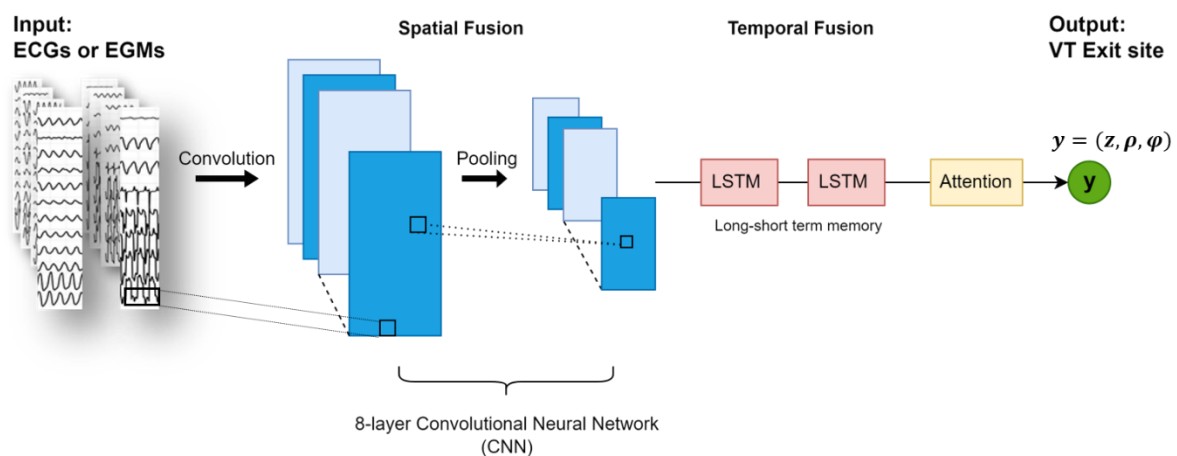 Input:
ECGs or EGMs
Spatial Fusion
Temporal Fusion
Output:
VT Exit site
Convolution
Pooling
LSTM
LSTM
Attention
y = (z, ρ, φ)
y
Long-short term memory
8-layer Convolutional Neural Network
(CNN)